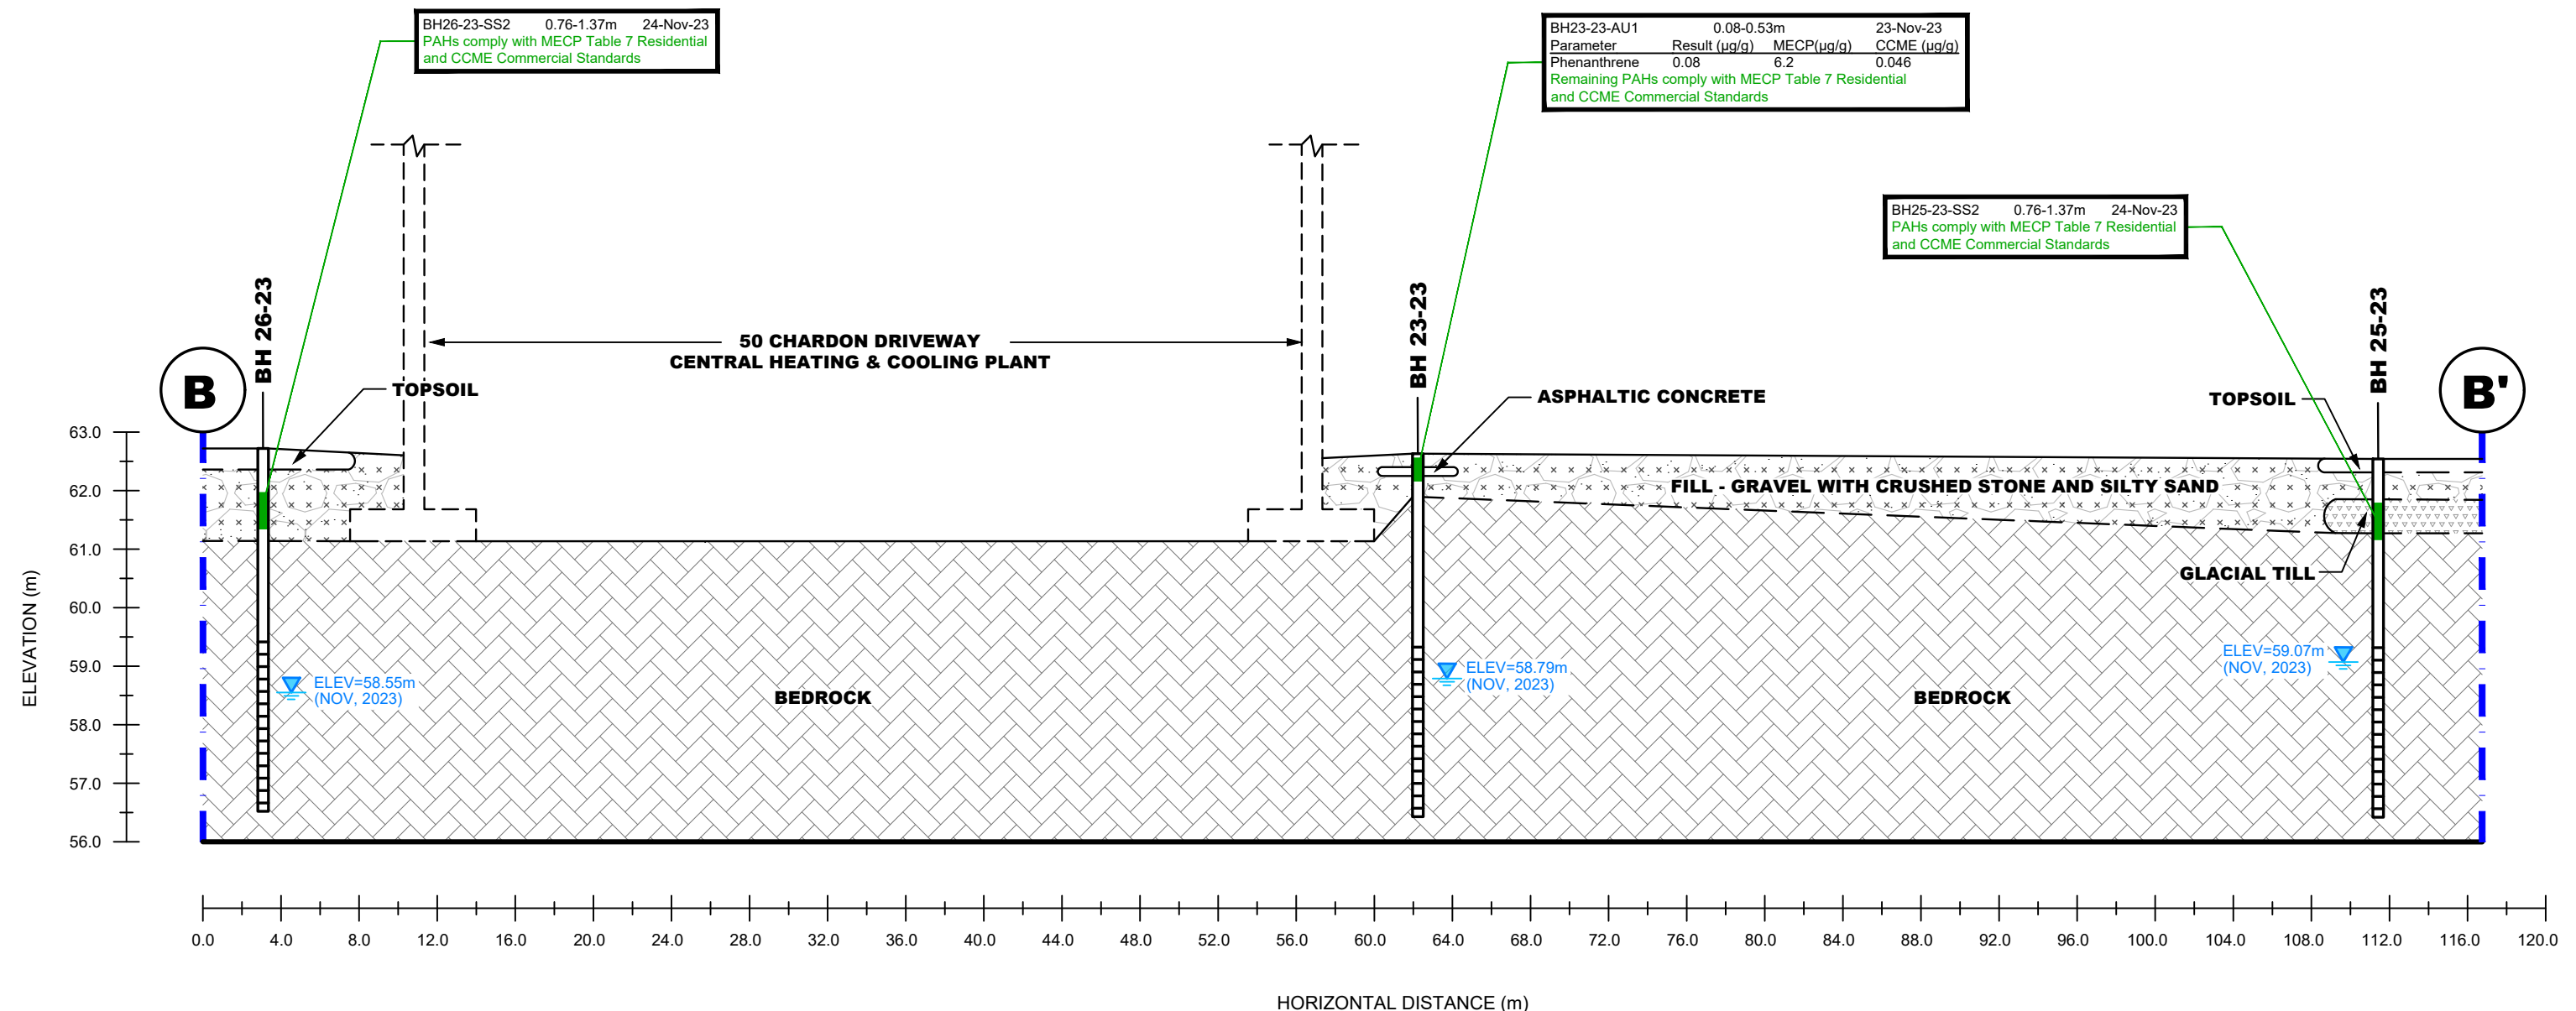 BH26-23-SS2 0.76-1.37m 24-Nov-23
PAHs comply with MECP Table 7 Residential
and CCME Commercial Standards
BH23-23-AU1 0.08-0.53m 23-Nov-23
Parameter Result (µg/g) MECP(µg/g) CCME (µg/g)
Phenanthrene 0.08 6.2 0.046
Remaining PAHs comply with MECP Table 7 Residential
and CCME Commercial Standards
BH25-23-SS2 0.76-1.37m 24-Nov-23
PAHs comply with MECP Table 7 Residential
and CCME Commercial Standards
BH 26-23
BH 23-23
BH 25-23
50 CHARDON DRIVEWAY
CENTRAL HEATING & COOLING PLANT
B
B'
TOPSOIL
ASPHALTIC CONCRETE
TOPSOIL
FILL - GRAVEL WITH CRUSHED STONE AND SILTY SAND
GLACIAL TILL
ELEV=58.55m
(NOV, 2023)
ELEV=58.79m
(NOV, 2023)
ELEV=59.07m
(NOV, 2023)
BEDROCK
BEDROCK
ELEVATION (m)
63.0
62.0
61.0
60.0
59.0
58.0
57.0
56.0
0.0 4.0 8.0 12.0 16.0 20.0 24.0 28.0 32.0 36.0 40.0 44.0 48.0 52.0 56.0 60.0 64.0 68.0 72.0 76.0 80.0 84.0 88.0 92.0 96.0 100.0 104.0 108.0 112.0 116.0 120.0
HORIZONTAL DISTANCE (m)